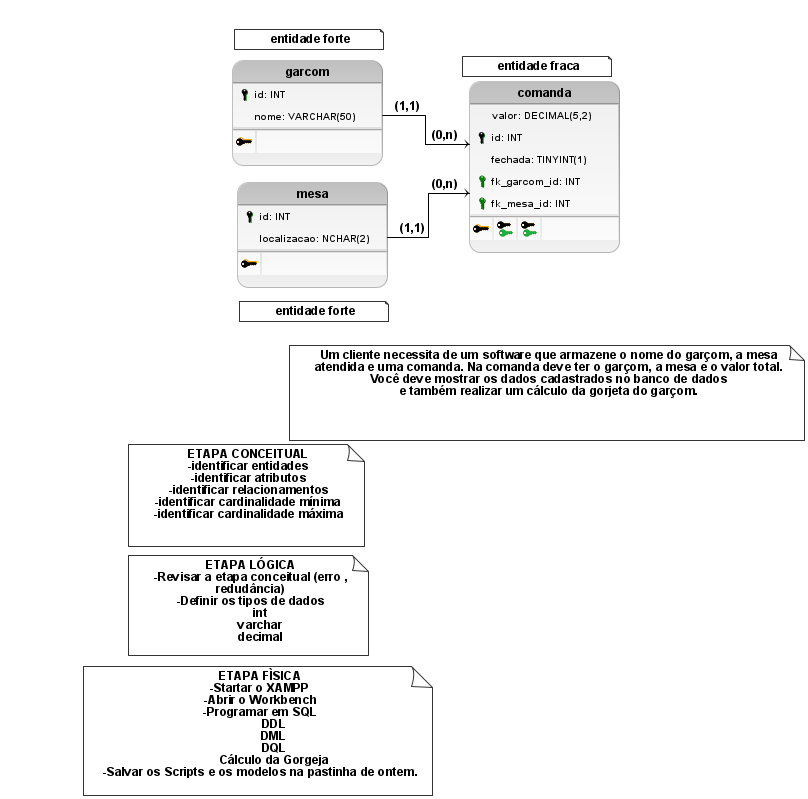 entidade forte
garcom
id: INT
nome: VARCHAR(50)
(1,1)
(0,n)
entidade fraca
comanda
valor: DECIMAL(5,2)
id: INT
fechada: TINYINT(1)
fk_garcom_id: INT
fk_mesa_id: INT
mesa
id: INT
localizacao: NCHAR(2)
(1,1)
(0,n)
entidade forte
Um cliente necessita de um software que armazene o nome do garçom, a mesa
atendida e uma comanda. Na comanda deve ter o garçom, a mesa e o valor total.
Você deve mostrar os dados cadastrados no banco de dados
e também realizar um cálculo da gorjeta do garçom.
ETAPA CONCEITUAL
-identificar entidades
-identificar atributos
-identificar relacionamentos
-identificar cardinalidade mínima
-identificar cardinalidade máxima
ETAPA LÓGICA
-Revisar a etapa conceitual (erro ,
redudância)
-Definir os tipos de dados
int
varchar
decimal
ETAPA FÌSICA
-Startar o XAMPP
-Abrir o Workbench
-Programar em SQL
DDL
DML
DQL
Cálculo da Gorgeja
-Salvar os Scripts e os modelos na pastinha de ontem.